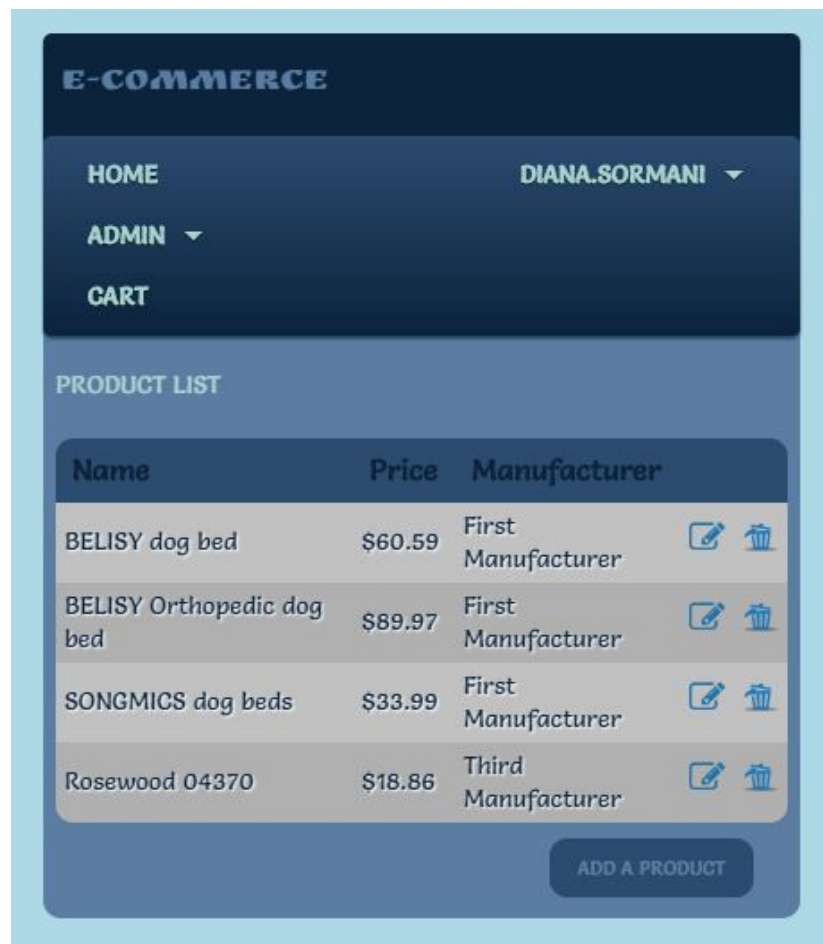 E-COMMERCE
HOME
DIANA.SORMANI
ADMIN
CART
PRODUCT LIST
Name Price Manufacturer
BELISY dog bed $60.59 First
Manufacturer
BELISY Orthopedic dog
bed $89.97 First
Manufacturer
SONGMICS dog beds $33.99 First
Manufacturer
Rosewood 04370 $18.86 Third
Manufacturer
ADD A PRODUCT